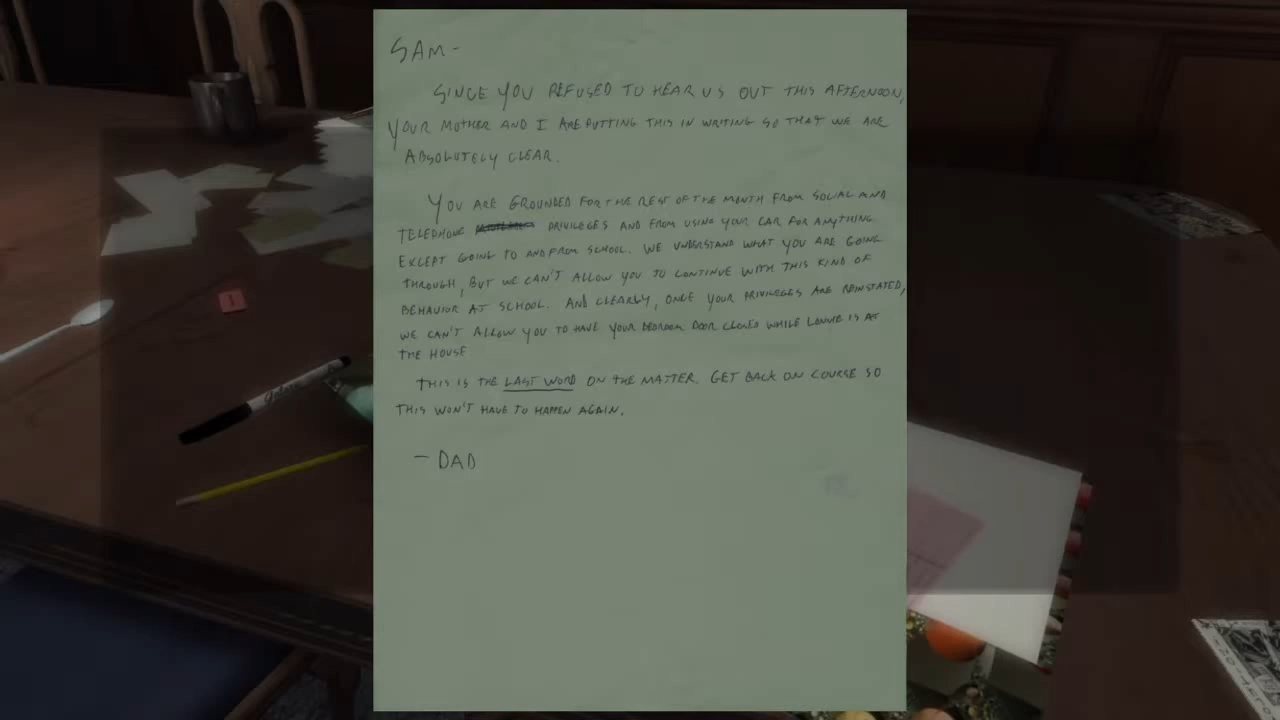 SAM-
SINCE YOU REFUSED TO HEAR US OUT THIS AFTERNOON,
YOUR MOTHER AND I ARE PUTTING THIS IN WRITING SO THAT WE ARE
ABSOLUTELY CLEAR.
YOU ARE GROUNDED FOR THE REST OF THE MONTH FROM SOCIAL AND
TELEPHONE PRIVILEGES AND FROM USING YOUR CAR FOR ANYTHING
EXCEPT GOING TO AND FROM SCHOOL. WE UNDERSTAND WHAT YOU ARE GOING
THROUGH, BUT WE CAN'T ALLOW YOU TO CONTINUE WITH THIS KIND OF
BEHAVIOR AT SCHOOL. AND CLEARLY, ONCE YOUR PRIVILEGES ARE REINSTATED,
WE CAN'T ALLOW YOU TO HAVE YOUR BEDROOM DOOR CLOSED WHILE LONNIE IS AT
THE HOUSE
THIS IS THE LAST WORD ON THE MATTER. GET BACK ON COURSE SO
THIS WON'T HAVE TO HAPPEN AGAIN.
- DAD